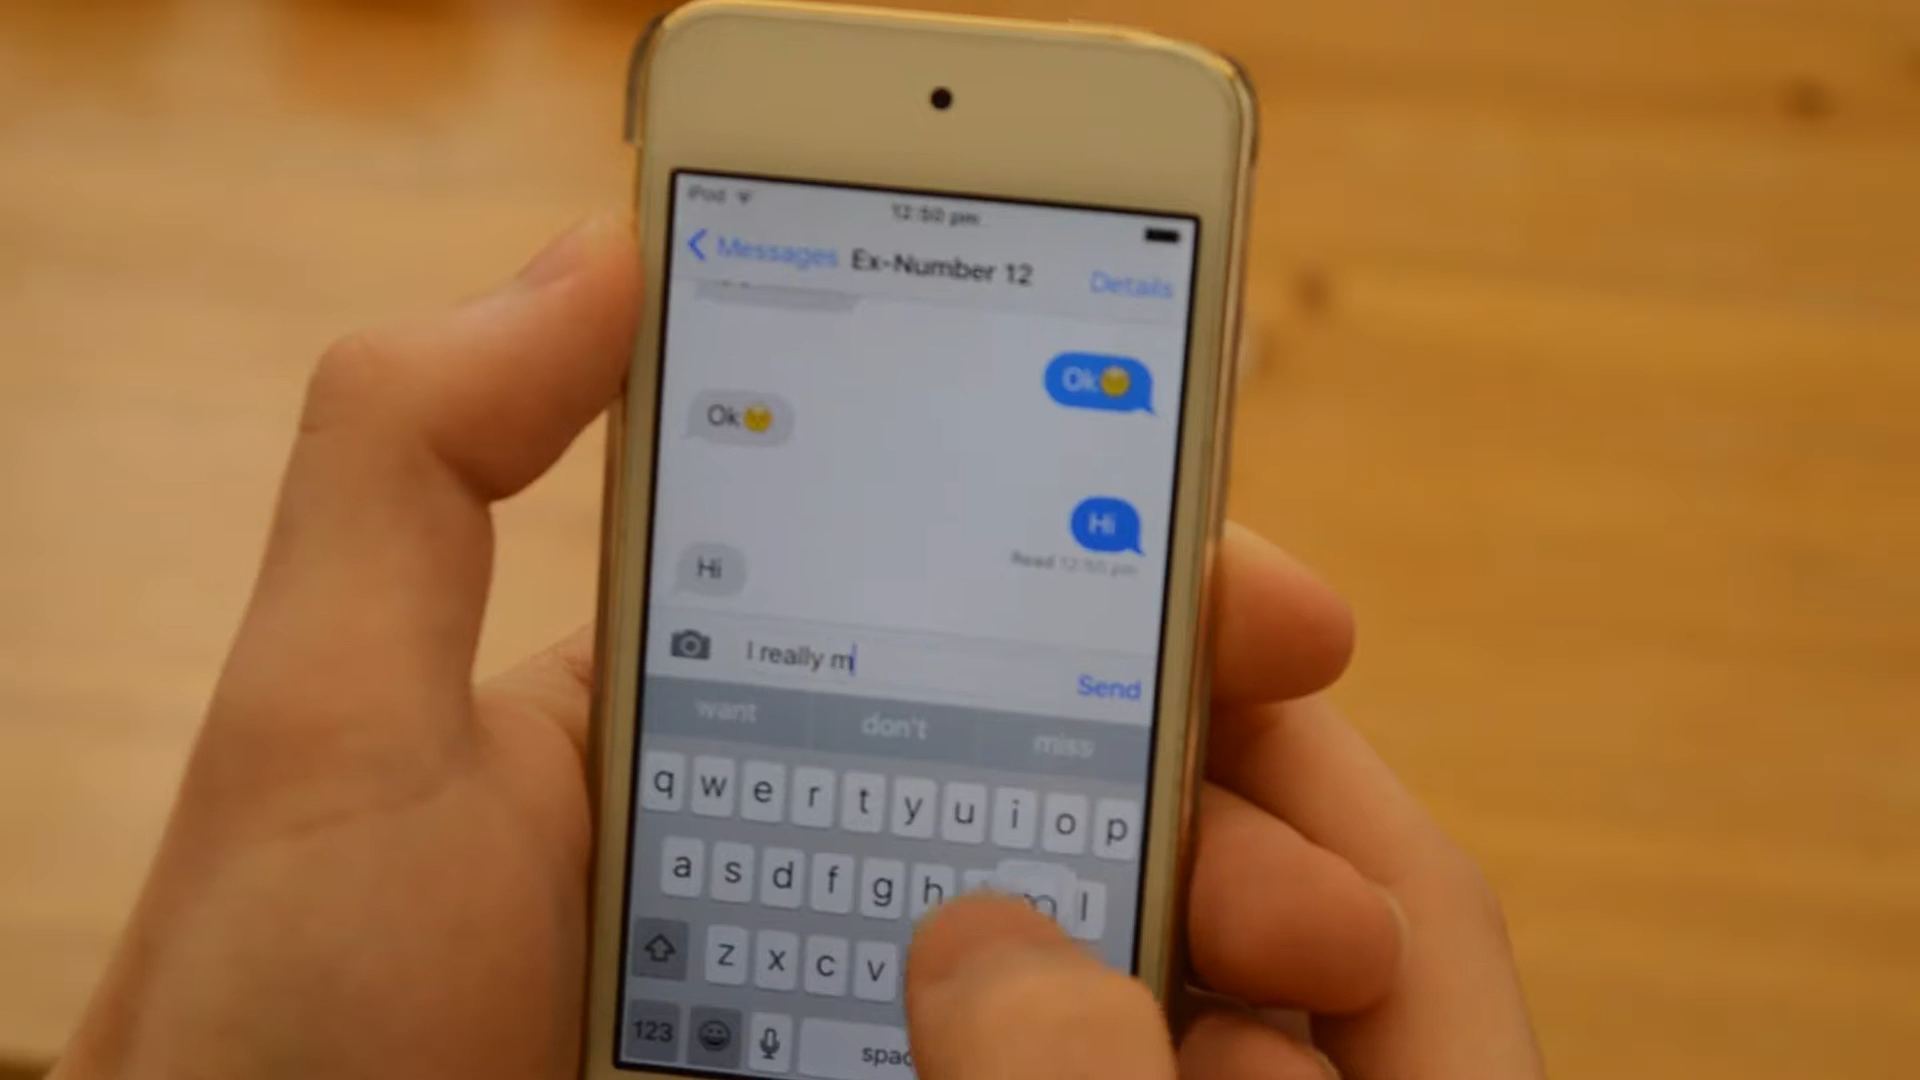 iPod
12:50 pm
Messages Ex-Number 12 Details
Ok
Ok
Hi
Read 12:50 pm
Hi
I really m
Send
want don't miss
q w e r t y u i o p
a s d f g h m l
z x c v
123 spac